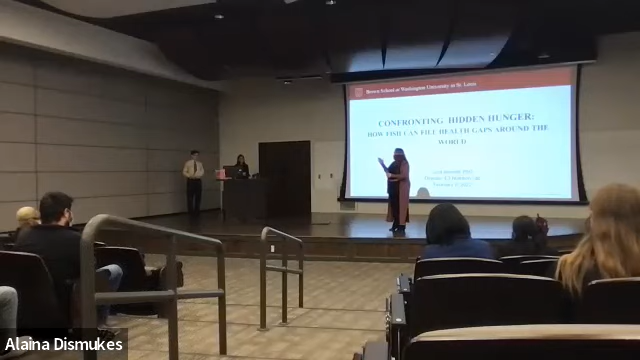 Brown School at Washington University in St. Louis
CONFRONTING HIDDEN HUNGER:
HOW FISH CAN FILL HEALTH GAPS AROUND THE
WORLD
Alaina Dismukes